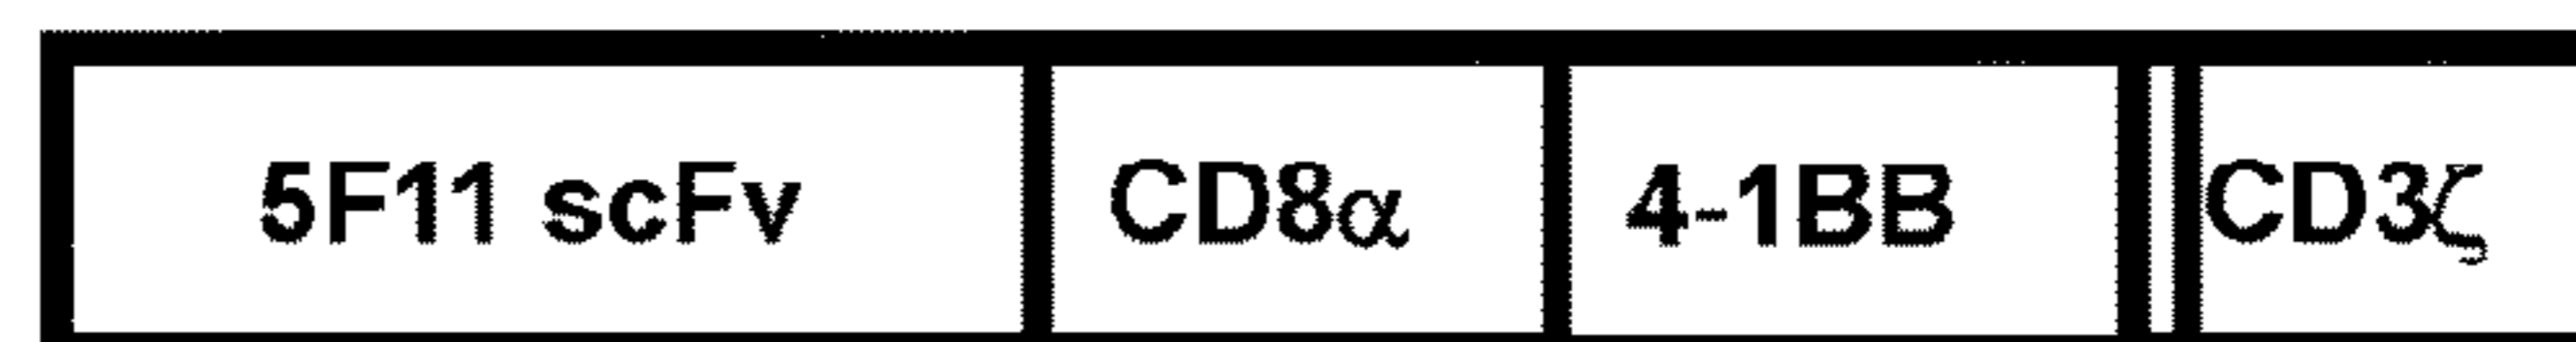 5F11 scFv CD8α 4-1BB CD3ζ